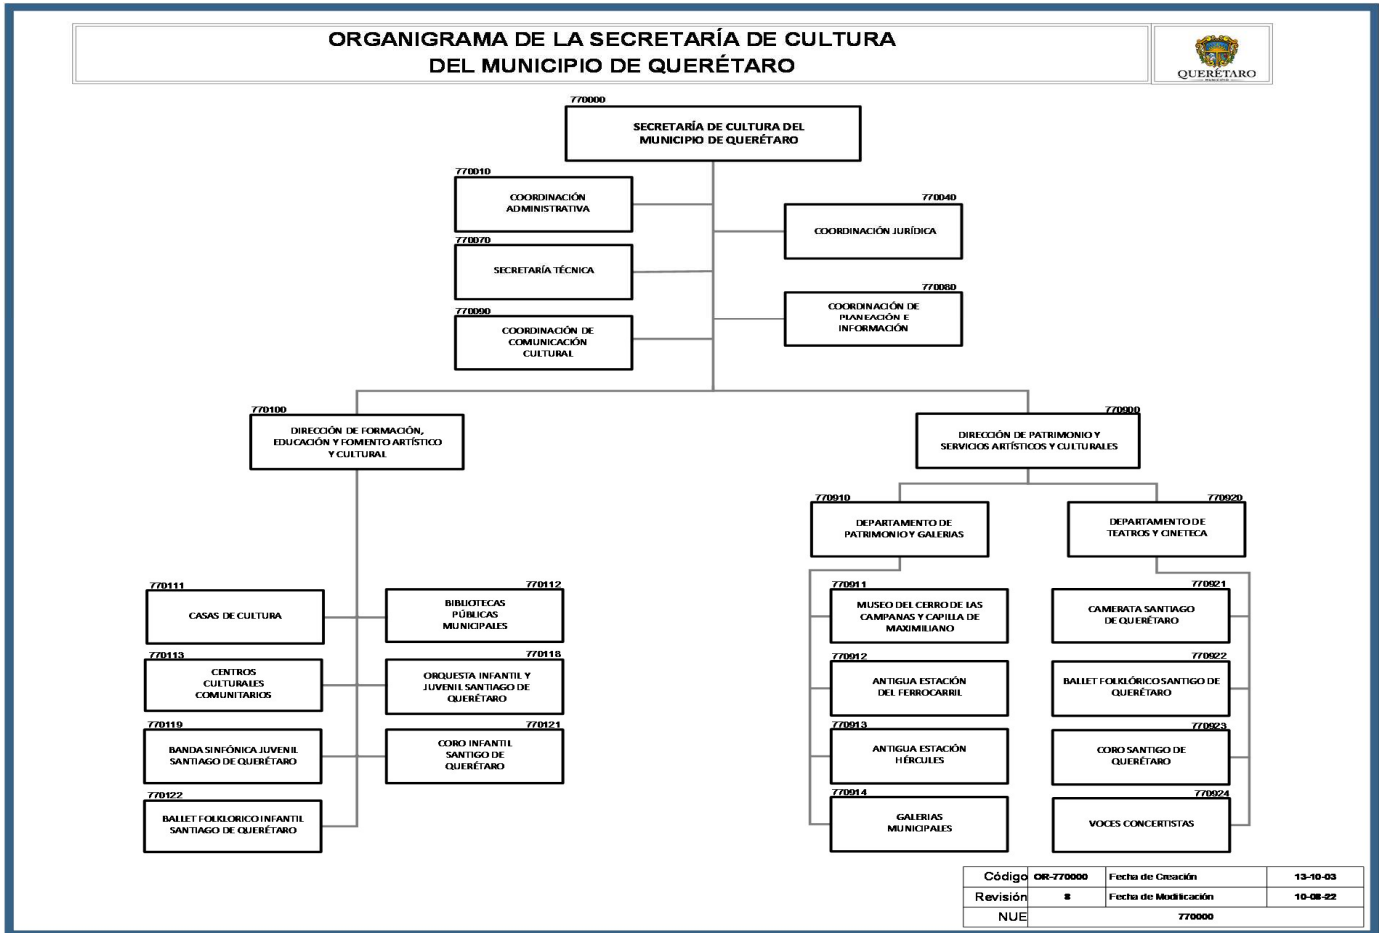 ORGANIGRAMA DE LA SECRETARÍA DE CULTURA
DEL MUNICIPIO DE QUERÉTARO
QUERÉTARO
MUNICIPIO
770000
SECRETARÍA DE CULTURA DEL
MUNICIPIO DE QUERÉTARO
770010
COORDINACIÓN
ADMINISTRATIVA
770040
COORDINACIÓN JURÍDICA
770070
SECRETARÍA TÉCNICA
770080
COORDINACIÓN DE
PLANEACIÓN E
INFORMACIÓN
770090
COORDINACIÓN DE
COMUNICACIÓN
CULTURAL
770100
DIRECCIÓN DE FORMACIÓN,
EDUCACIÓN Y FOMENTO ARTÍSTICO
Y CULTURAL
770900
DIRECCIÓN DE PATRIMONIO Y
SERVICIOS ARTÍSTICOS Y CULTURALES
770910
DEPARTAMENTO DE
PATRIMONIO Y GALERIAS
770920
DEPARTAMENTO DE
TEATROS Y CINETECA
770111
CASAS DE CULTURA
770112
BIBLIOTECAS
PÚBLICAS
MUNICIPALES
770113
CENTROS
CULTURALES
COMUNITARIOS
770118
ORQUESTA INFANTIL Y
JUVENIL SANTIAGO DE
QUERÉTARO
770119
BANDA SINFÓNICA JUVENIL
SANTIAGO DE QUERÉTARO
770121
CORO INFANTIL
SANTIGO DE
QUERÉTARO
770122
BALLET FOLKLORICO INFANTIL
SANTIAGO DE QUERÉTARO
770911
MUSEO DEL CERRO DE LAS
CAMPANAS Y CAPILLA DE
MAXIMILIANO
770912
ANTIGUA ESTACIÓN
DEL FERROCARRIL
770913
ANTIGUA ESTACIÓN
HÉRCULES
770914
GALERIAS
MUNICIPALES
770921
CAMERATA SANTIAGO
DE QUERÉTARO
770922
BALLET FOLKLÓRICO SANTIGO DE
QUERÉTARO
770923
CORO SANTIGO DE
QUERÉTARO
770924
VOCES CONCERTISTAS
Código OR-770000 Fecha de Creación 13-10-03
Revisión 8 Fecha de Modificación 10-08-22
NUE 770000